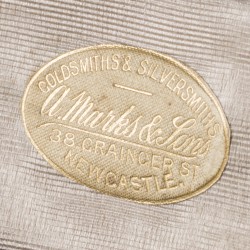 GOLDSMITHS & SILVERSMITHS
A. Marks & Sons
38, GRAINGER ST
NEWCASTLE.